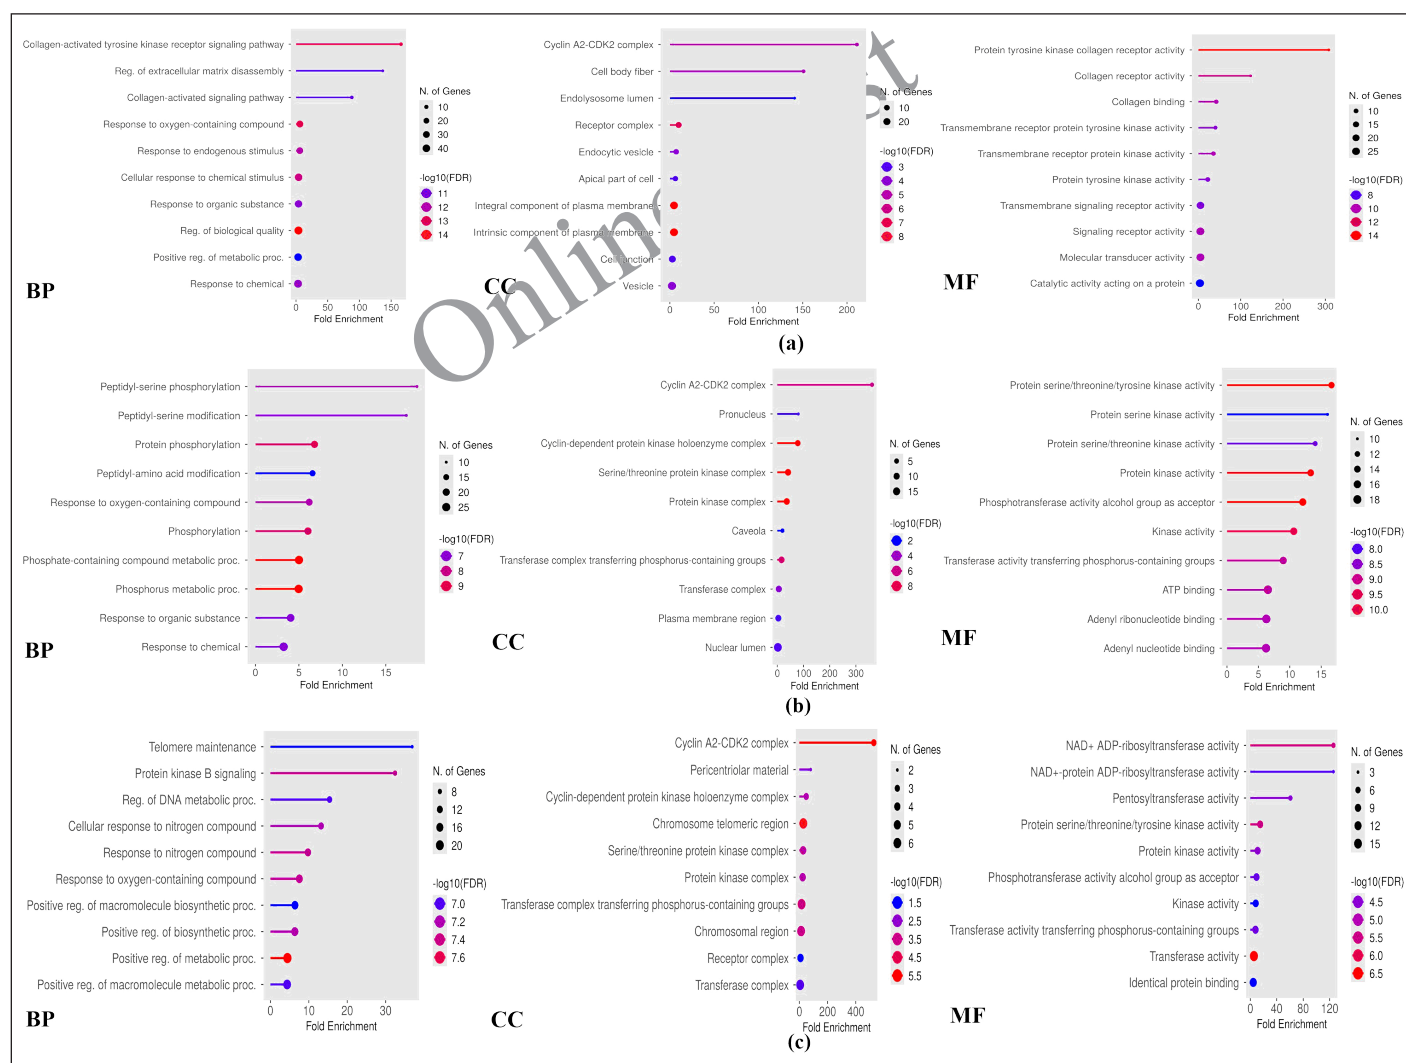 Collagen-activated tyrosine kinase receptor signaling pathway
Reg. of extracellular matrix disassembly
Collagen-activated signaling pathway
Response to oxygen-containing compound
Response to endogenous stimulus
Cellular response to chemical stimulus
Response to organic substance
Reg. of biological quality
Positive reg. of metabolic proc.
Response to chemical
0 50 100 150
Fold Enrichment
N. of Genes
10
20
30
40
-log10(FDR)
11
12
13
14
BP
Cyclin A2-CDK2 complex
Cell body fiber
Endolysosome lumen
Receptor complex
Endocytic vesicle
Apical part of cell
Integral component of plasma membrane
Intrinsic component of plasma membrane
Cell junction
Vesicle
0 50 100 150 200
Fold Enrichment
N. of Genes
10
20
-log10(FDR)
3
4
5
6
7
8
CC
Protein tyrosine kinase collagen receptor activity
Collagen receptor activity
Collagen binding
Transmembrane receptor protein tyrosine kinase activity
Transmembrane receptor protein kinase activity
Protein tyrosine kinase activity
Transmembrane signaling receptor activity
Signaling receptor activity
Molecular transducer activity
Catalytic activity acting on a protein
0 100 200 300
Fold Enrichment
N. of Genes
10
15
20
25
-log10(FDR)
8
10
12
14
MF
(a)
Peptidyl-serine phosphorylation
Peptidyl-serine modification
Protein phosphorylation
Peptidyl-amino acid modification
Response to oxygen-containing compound
Phosphorylation
Phosphate-containing compound metabolic proc.
Phosphorus metabolic proc.
Response to organic substance
Response to chemical
0 5 10 15
Fold Enrichment
N. of Genes
10
15
20
25
-log10(FDR)
7
8
9
BP
Cyclin A2-CDK2 complex
Pronucleus
Cyclin-dependent protein kinase holoenzyme complex
Serine/threonine protein kinase complex
Protein kinase complex
Caveola
Transferase complex transferring phosphorus-containing groups
Transferase complex
Plasma membrane region
Nuclear lumen
0 100 200 300
Fold Enrichment
N. of Genes
5
10
15
-log10(FDR)
2
4
6
8
CC
Protein serine/threonine/tyrosine kinase activity
Protein serine kinase activity
Protein serine/threonine kinase activity
Protein kinase activity
Phosphotransferase activity alcohol group as acceptor
Kinase activity
Transferase activity transferring phosphorus-containing groups
ATP binding
Adenyl ribonucleotide binding
Adenyl nucleotide binding
0 5 10 15
Fold Enrichment
N. of Genes
10
12
14
16
18
-log10(FDR)
8.0
8.5
9.0
9.5
10.0
MF
(b)
Telomere maintenance
Protein kinase B signaling
Reg. of DNA metabolic proc.
Cellular response to nitrogen compound
Response to nitrogen compound
Response to oxygen-containing compound
Positive reg. of macromolecule biosynthetic proc.
Positive reg. of biosynthetic proc.
Positive reg. of metabolic proc.
Positive reg. of macromolecule metabolic proc.
0 10 20 30
Fold Enrichment
N. of Genes
8
12
16
20
-log10(FDR)
7.0
7.2
7.4
7.6
BP
Cyclin A2-CDK2 complex
Pericentriolar material
Cyclin-dependent protein kinase holoenzyme complex
Chromosome telomeric region
Serine/threonine protein kinase complex
Protein kinase complex
Transferase complex transferring phosphorus-containing groups
Chromosomal region
Receptor complex
Transferase complex
0 200 400
Fold Enrichment
N. of Genes
2
3
4
5
6
-log10(FDR)
1.5
2.5
3.5
4.5
5.5
CC
NAD+ ADP-ribosyltransferase activity
NAD+-protein ADP-ribosyltransferase activity
Pentosyltransferase activity
Protein serine/threonine/tyrosine kinase activity
Protein kinase activity
Phosphotransferase activity alcohol group as acceptor
Kinase activity
Transferase activity transferring phosphorus-containing groups
Transferase activity
Identical protein binding
0 40 80 120
Fold Enrichment
N. of Genes
3
6
9
12
15
-log10(FDR)
4.5
5.0
5.5
6.0
6.5
MF
(c)
Online